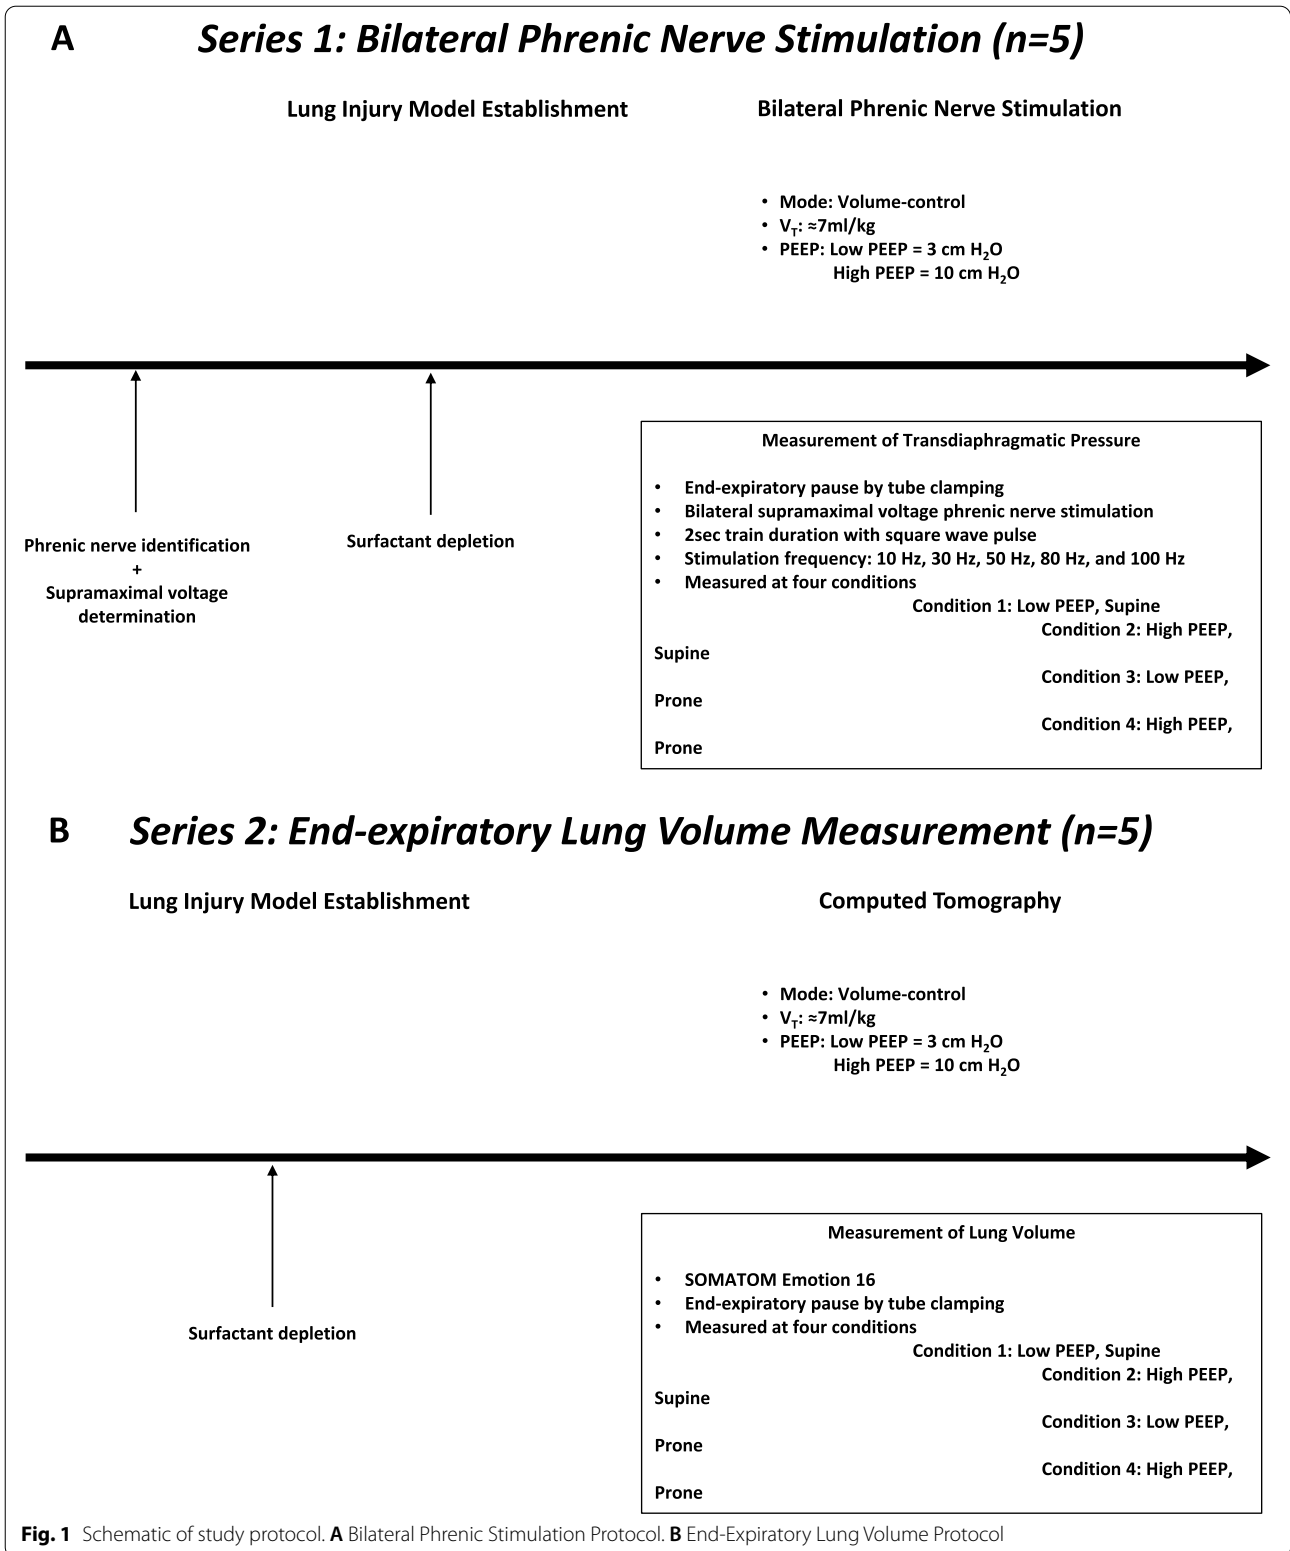 A
Series 1: Bilateral Phrenic Nerve Stimulation (n=5)
Lung Injury Model Establishment
Bilateral Phrenic Nerve Stimulation
• Mode: Volume-control
• VT: ≈7ml/kg
• PEEP: Low PEEP = 3 cm H2O
High PEEP = 10 cm H2O
Phrenic nerve identification
+
Supramaximal voltage
determination
Surfactant depletion
Measurement of Transdiaphragmatic Pressure
• End-expiratory pause by tube clamping
• Bilateral supramaximal voltage phrenic nerve stimulation
• 2sec train duration with square wave pulse
• Stimulation frequency: 10 Hz, 30 Hz, 50 Hz, 80 Hz, and 100 Hz
• Measured at four conditions
Condition 1: Low PEEP, Supine
Condition 2: High PEEP,
Supine
Condition 3: Low PEEP,
Prone
Condition 4: High PEEP,
Prone
B
Series 2: End-expiratory Lung Volume Measurement (n=5)
Lung Injury Model Establishment
Computed Tomography
• Mode: Volume-control
• VT: ≈7ml/kg
• PEEP: Low PEEP = 3 cm H2O
High PEEP = 10 cm H2O
Surfactant depletion
Measurement of Lung Volume
• SOMATOM Emotion 16
• End-expiratory pause by tube clamping
• Measured at four conditions
Condition 1: Low PEEP, Supine
Condition 2: High PEEP,
Supine
Condition 3: Low PEEP,
Prone
Condition 4: High PEEP,
Prone
Fig. 1 Schematic of study protocol. A Bilateral Phrenic Stimulation Protocol. B End-Expiratory Lung Volume Protocol